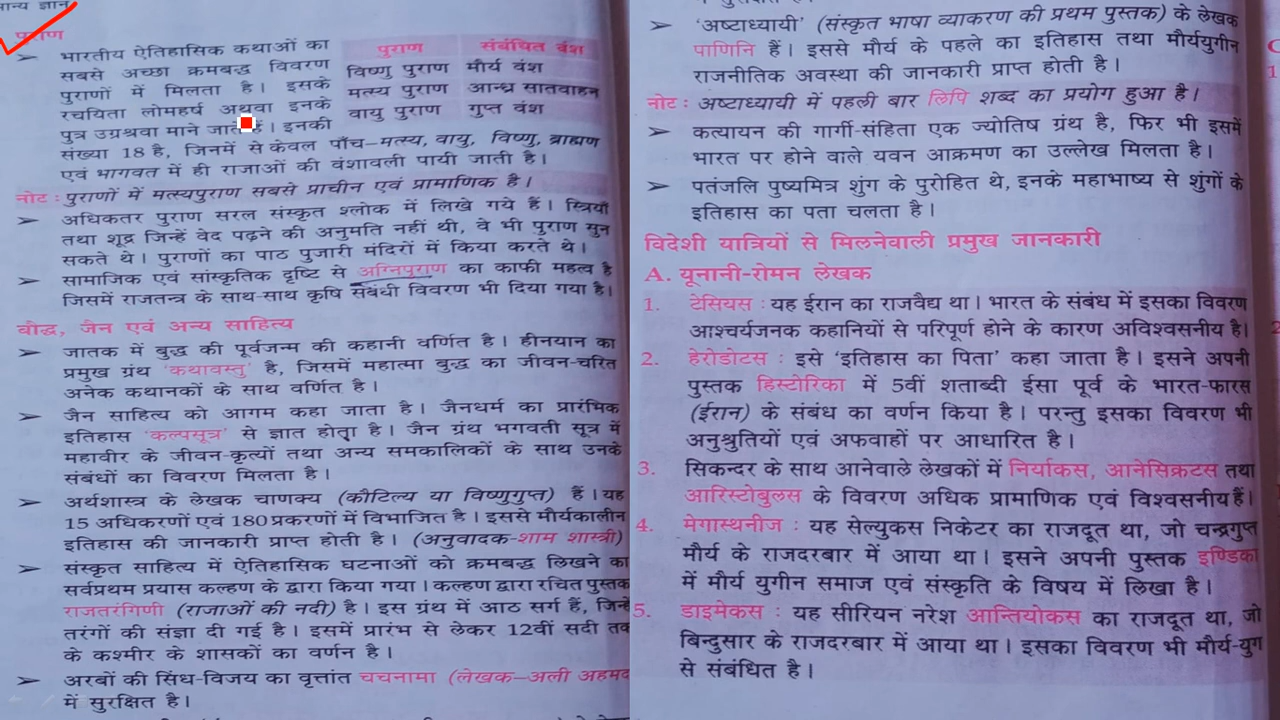 मान्य ज्ञान
पुराण
➢ भारतीय ऐतिहासिक कथाओं का
सबसे अच्छा क्रमबद्ध विवरण
पुराणों में मिलता है। इसके
रचयिता लोमहर्ष अथवा इनके
पुत्र उग्रश्रवा माने जाते हैं। इनकी
पुराण संबंधित वंश
विष्णु पुराण मौर्य वंश
मत्स्य पुराण आन्ध्र सातवाहन
वायु पुराण गुप्त वंश
संख्या 18 है, जिनमें से केवल पाँच—मत्स्य, वायु, विष्णु, ब्राह्मण
एवं भागवत में ही राजाओं की वंशावली पायी जाती है।
नोट : पुराणों में मत्स्यपुराण सबसे प्राचीन एवं प्रामाणिक है।
➢ अधिकतर पुराण सरल संस्कृत श्लोक में लिखे गये हैं। स्त्रियाँ
तथा शूद्र जिन्हें वेद पढ़ने की अनुमति नहीं थी, वे भी पुराण सुन
सकते थे। पुराणों का पाठ पुजारी मंदिरों में किया करते थे।
➢ सामाजिक एवं सांस्कृतिक दृष्टि से अग्निपुराण का काफी महत्व है
जिसमें राजतन्त्र के साथ-साथ कृषि संबंधी विवरण भी दिया गया है।
बौद्ध, जैन एवं अन्य साहित्य
➢ जातक में बुद्ध की पूर्वजन्म की कहानी वर्णित है। हीनयान का
प्रमुख ग्रंथ 'कथावस्तु' है, जिसमें महात्मा बुद्ध का जीवन-चरित
अनेक कथानकों के साथ वर्णित है।
➢ जैन साहित्य को आगम कहा जाता है। जैनधर्म का प्रारंभिक
इतिहास 'कल्पसूत्र' से ज्ञात होता है। जैन ग्रंथ भगवती सूत्र में
महावीर के जीवन-कृत्यों तथा अन्य समकालिकों के साथ उनके
संबंधों का विवरण मिलता है।
➢ अर्थशास्त्र के लेखक चाणक्य (कौटिल्य या विष्णुगुप्त) हैं। यह
15 अधिकरणों एवं 180 प्रकरणों में विभाजित है। इससे मौर्यकालीन
इतिहास की जानकारी प्राप्त होती है। (अनुवादक-शाम शास्त्री)
➢ संस्कृत साहित्य में ऐतिहासिक घटनाओं को क्रमबद्ध लिखने का
सर्वप्रथम प्रयास कल्हण के द्वारा किया गया। कल्हण द्वारा रचित पुस्तक
राजतरंगिणी (राजाओं की नदी) है। इस ग्रंथ में आठ सर्ग हैं, जिन्हें
तरंगों की संज्ञा दी गई है। इसमें प्रारंभ से लेकर 12वीं सदी तक
के कश्मीर के शासकों का वर्णन है।
➢ अरबों की सिंध-विजय का वृत्तांत चचनामा (लेखक—अली अहमद
में सुरक्षित है।
➢ 'अष्टाध्यायी' (संस्कृत भाषा व्याकरण की प्रथम पुस्तक) के लेखक
पाणिनि हैं। इससे मौर्य के पहले का इतिहास तथा मौर्ययुगीन
राजनीतिक अवस्था की जानकारी प्राप्त होती है।
नोट : अष्टाध्यायी में पहली बार लिपि शब्द का प्रयोग हुआ है।
➢ कत्यायन की गार्गी-संहिता एक ज्योतिष ग्रंथ है, फिर भी इसमें
भारत पर होने वाले यवन आक्रमण का उल्लेख मिलता है।
➢ पतंजलि पुष्यमित्र शुंग के पुरोहित थे, इनके महाभाष्य से शुंगों के
इतिहास का पता चलता है।
विदेशी यात्रियों से मिलनेवाली प्रमुख जानकारी
A. यूनानी-रोमन लेखक
1. टेसियस : यह ईरान का राजवैद्य था। भारत के संबंध में इसका विवरण
आश्चर्यजनक कहानियों से परिपूर्ण होने के कारण अविश्वसनीय है।
2. हेरोडोटस : इसे 'इतिहास का पिता' कहा जाता है। इसने अपनी
पुस्तक हिस्टोरिका में 5वीं शताब्दी ईसा पूर्व के भारत-फारस
(ईरान) के संबंध का वर्णन किया है। परन्तु इसका विवरण भी
अनुश्रुतियों एवं अफवाहों पर आधारित है।
3. सिकन्दर के साथ आनेवाले लेखकों में निर्याकस, आनेसिक्रटस तथा
आरिस्टोबुलस के विवरण अधिक प्रामाणिक एवं विश्वसनीय हैं।
4. मेगास्थनीज : यह सेल्युकस निकेटर का राजदूत था, जो चन्द्रगुप्त
मौर्य के राजदरबार में आया था। इसने अपनी पुस्तक इण्डिका
में मौर्य युगीन समाज एवं संस्कृति के विषय में लिखा है।
5. डाइमेकस : यह सीरियन नरेश आन्तियोकस का राजदूत था, जो
बिन्दुसार के राजदरबार में आया था। इसका विवरण भी मौर्य-युग
से संबंधित है।